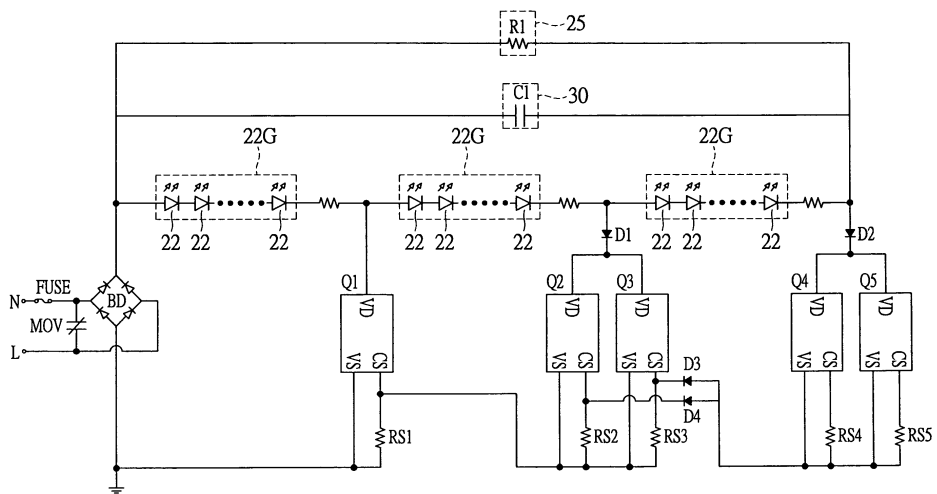 R1 25
C1 30
22G 22G 22G
22 22 22 22 22 22 22 22 22
D1 D2
FUSE Q1 Q2 Q3 Q4 Q5
N BD VD VD VD VD VD
MOV
L VS CS VS CS VS CS D3 VS CS VS CS
D4
RS1 RS2 RS3 RS4 RS5